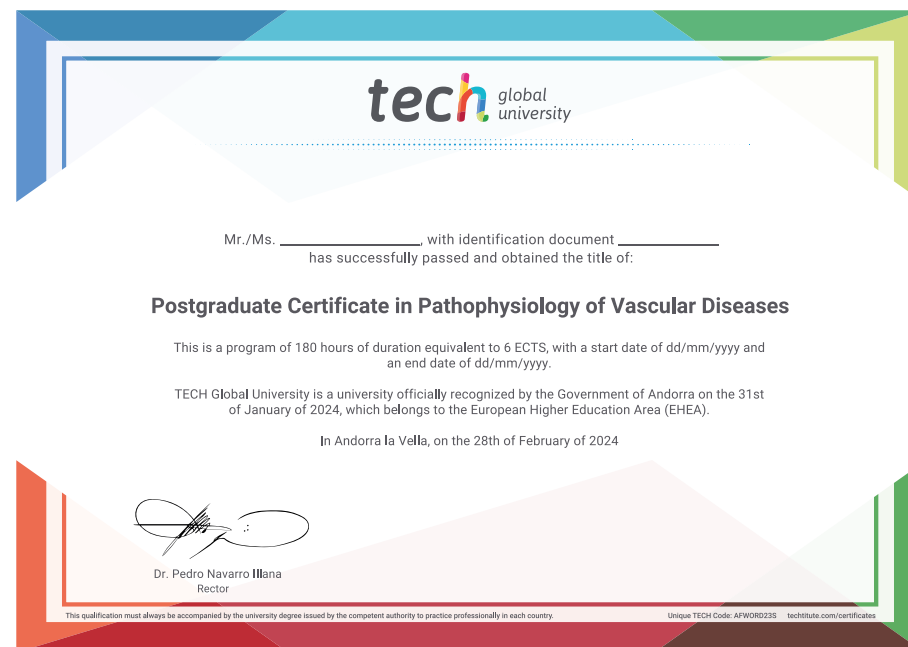 tech global university
Mr./Ms. ____________, with identification document ____________
has successfully passed and obtained the title of:
Postgraduate Certificate in Pathophysiology of Vascular Diseases
This is a program of 180 hours of duration equivalent to 6 ECTS, with a start date of dd/mm/yyyy and
an end date of dd/mm/yyyy.
TECH Global University is a university officially recognized by the Government of Andorra on the 31st
of January of 2024, which belongs to the European Higher Education Area (EHEA).
In Andorra la Vella, on the 28th of February of 2024
Dr. Pedro Navarro Illana
Rector
This qualification must always be accompanied by the university degree issued by the competent authority to practice professionally in each country.
Unique TECH Code: AFWORD23S techtitute.com/certificates